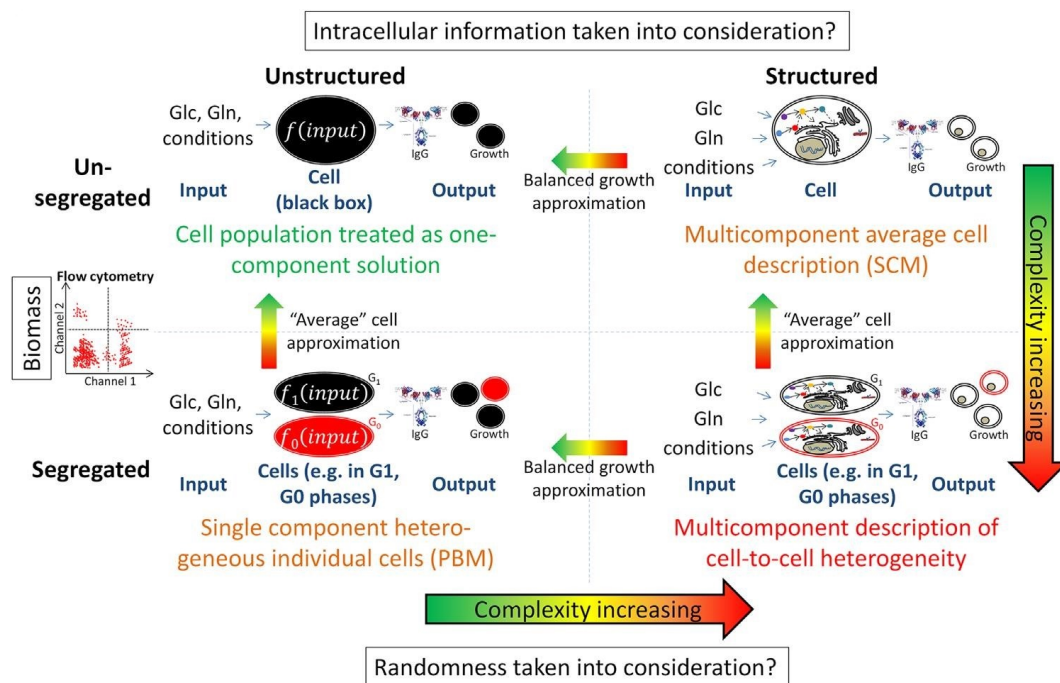 Intracellular information taken into consideration?
Unstructured
Structured
Un-
segregated
Glc, Gln,
conditions
f(input)
IgG
Growth
Input
Cell
(black box)
Output
Cell population treated as one-
component solution
Balanced growth
approximation
Glc
Gln
conditions
IgG
Growth
Input
Cell
Output
Multicomponent average cell
description (SCM)
Complexity increasing
Biomass
Flow cytometry
Channel 2
Channel 1
"Average" cell
approximation
"Average" cell
approximation
Segregated
Glc, Gln,
conditions
f₁(input)
G₁
f₀(input)
G₀
IgG
Growth
Input
Cells (e.g. in G1,
G0 phases)
Output
Single component hetero-
geneous individual cells (PBM)
Balanced growth
approximation
Glc
Gln
conditions
G₁
G₀
IgG
Growth
Input
Cells (e.g. in G1,
G0 phases)
Output
Multicomponent description of
cell-to-cell heterogeneity
Complexity increasing
Randomness taken into consideration?